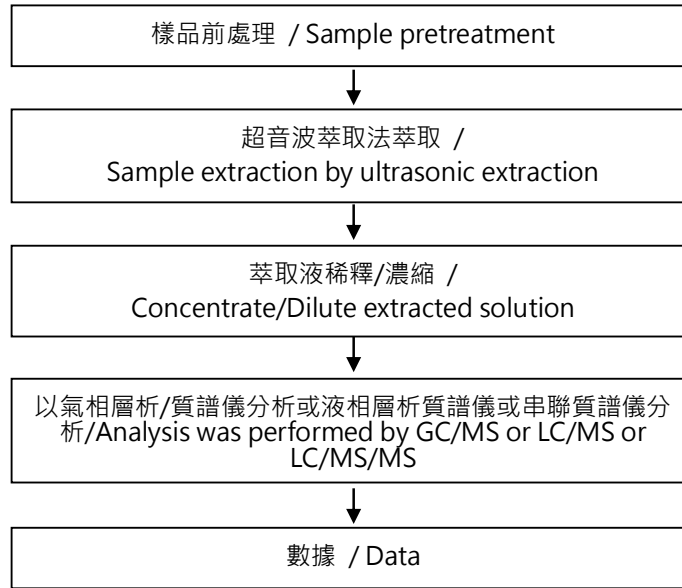 樣品前處理 / Sample pretreatment
超音波萃取法萃取 /
Sample extraction by ultrasonic extraction
萃取液稀釋/濃縮 /
Concentrate/Dilute extracted solution
以氣相層析/質譜儀分析或液相層析質譜儀或串聯質譜儀分
析/Analysis was performed by GC/MS or LC/MS or
LC/MS/MS
數據 / Data